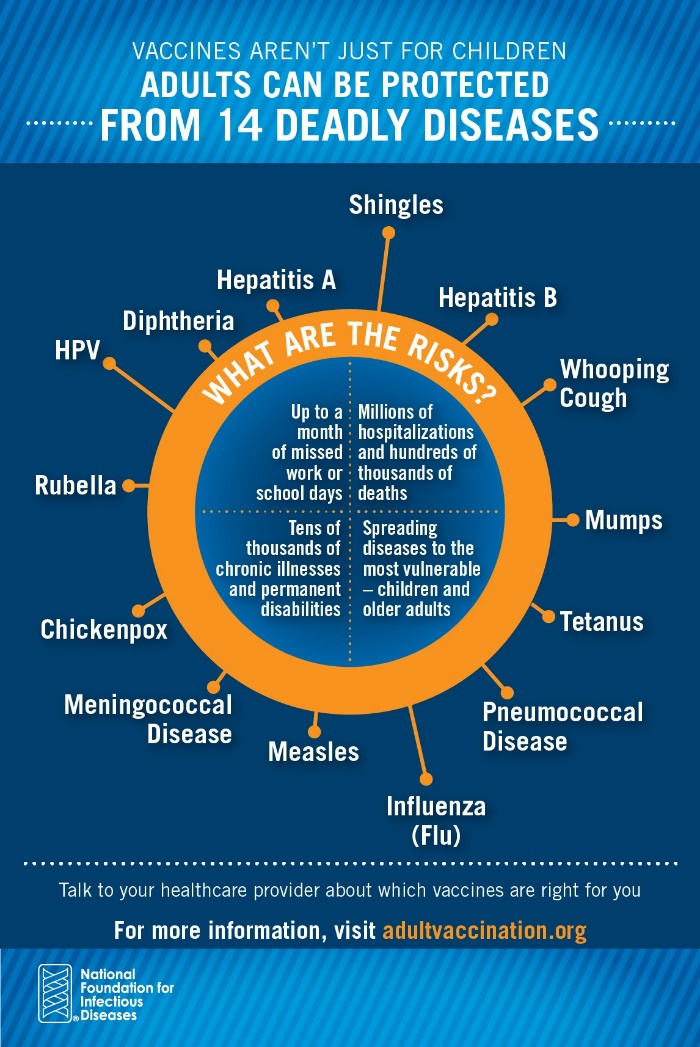 VACCINES AREN'T JUST FOR CHILDREN
ADULTS CAN BE PROTECTED
FROM 14 DEADLY DISEASES
Shingles
Hepatitis A
Hepatitis B
Diphtheria
HPV
Whooping
Cough
WHAT ARE THE RISKS?
Up to a
month
of missed
work or
school days
Millions of
hospitalizations
and hundreds of
thousands of
deaths
Rubella
Mumps
Tens of
thousands of
chronic illnesses
and permanent
disabilities
Spreading
diseases to the
most vulnerable
– children and
older adults
Chickenpox
Tetanus
Meningococcal
Disease
Pneumococcal
Disease
Measles
Influenza
(Flu)
Talk to your healthcare provider about which vaccines are right for you
For more information, visit adultvaccination.org
National
Foundation for
Infectious
®Diseases